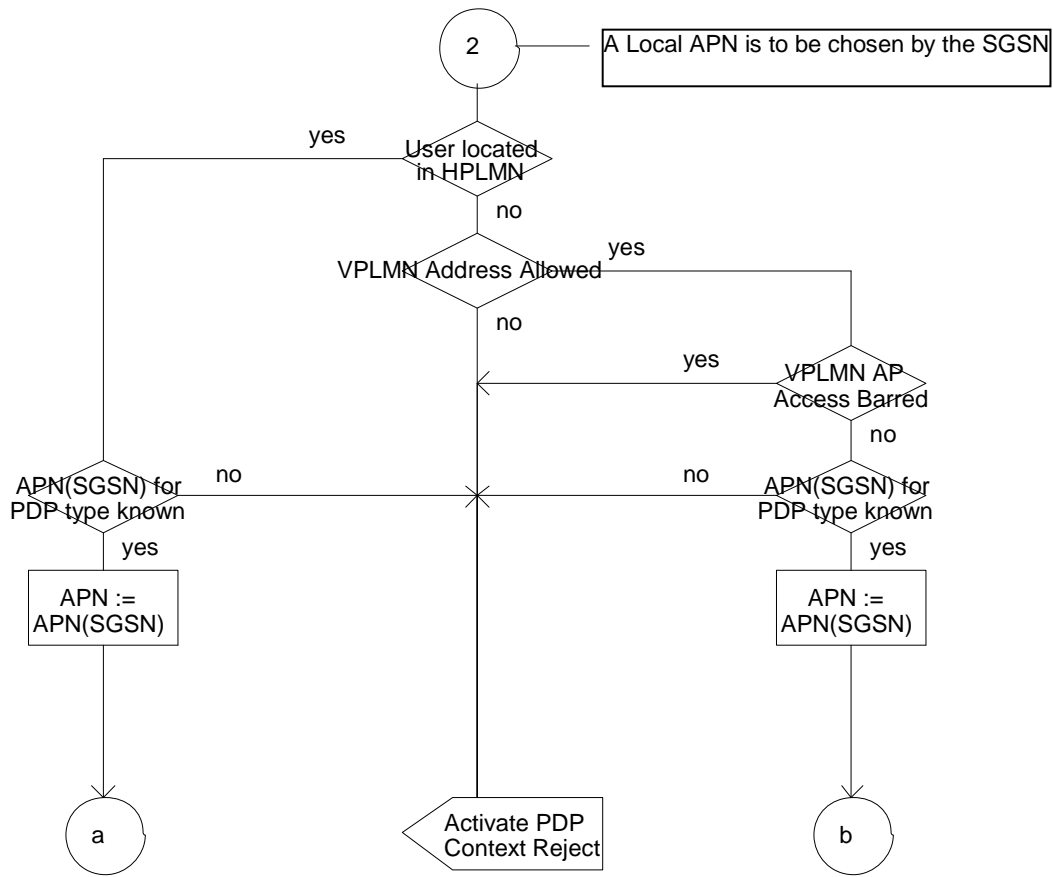 2
A Local APN is to be chosen by the SGSN
yes
User located
in HPLMN
no
VPLMN Address Allowed
yes
no
yes
VPLMN AP
Access Barred
no
APN(SGSN) for
PDP type known
no
no
APN(SGSN) for
PDP type known
yes
yes
APN :=
APN(SGSN)
APN :=
APN(SGSN)
a
Activate PDP
Context Reject
b